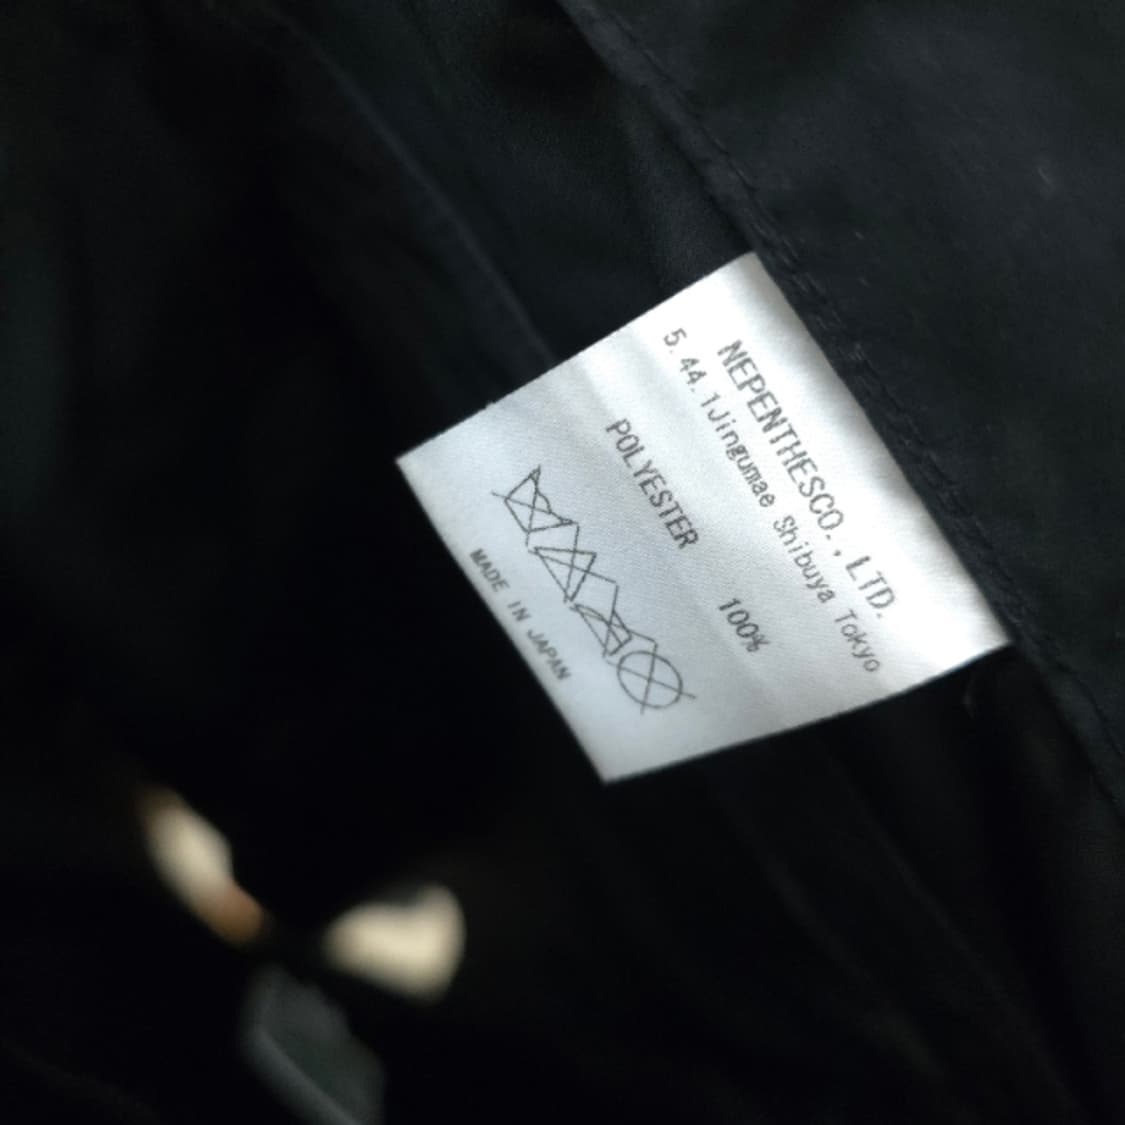 NEPENTHESCO.,LTD.
5.44.1Jingumae Shibuya Tokyo
POLYESTER 100%
MADE IN JAPAN